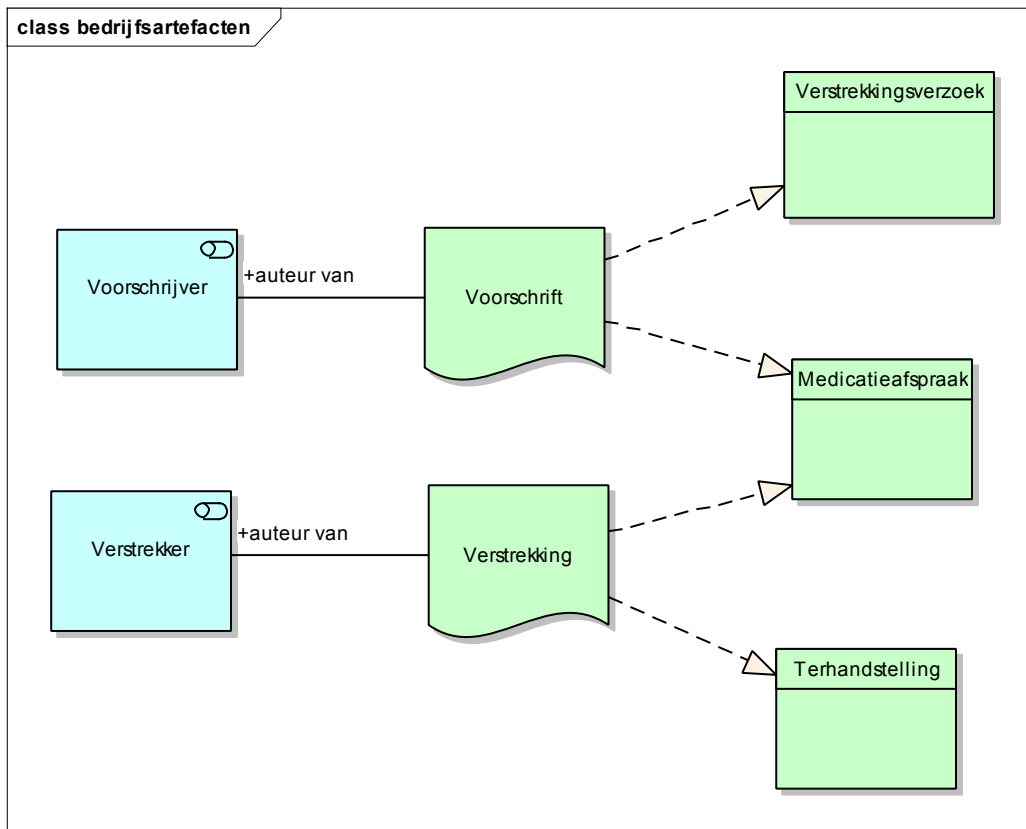 class bedrijfsartefacten
Verstrekkingsverzoek
Voorschrijver
+auteur van
Voorschrift
Medicatieafspraak
Verstrekker
+auteur van
Verstrekking
Terhandstelling